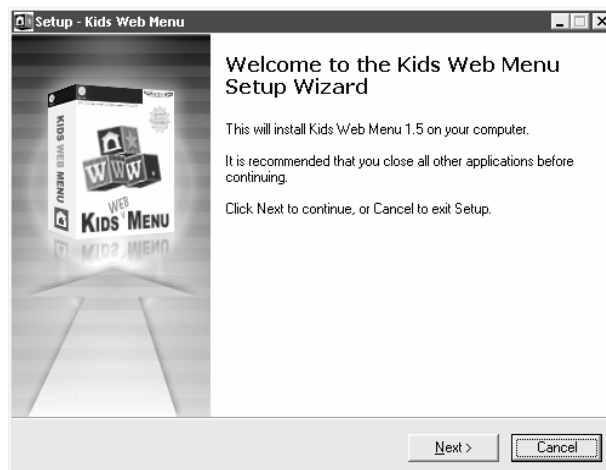 Setup - Kids Web Menu
Welcome to the Kids Web Menu
Setup Wizard
This will install Kids Web Menu 1.5 on your computer.
It is recommended that you close all other applications before
continuing.
Click Next to continue, or Cancel to exit Setup.
KIDS WEB MENU
WWW.
WEB
KIDS MENU
Next >
Cancel